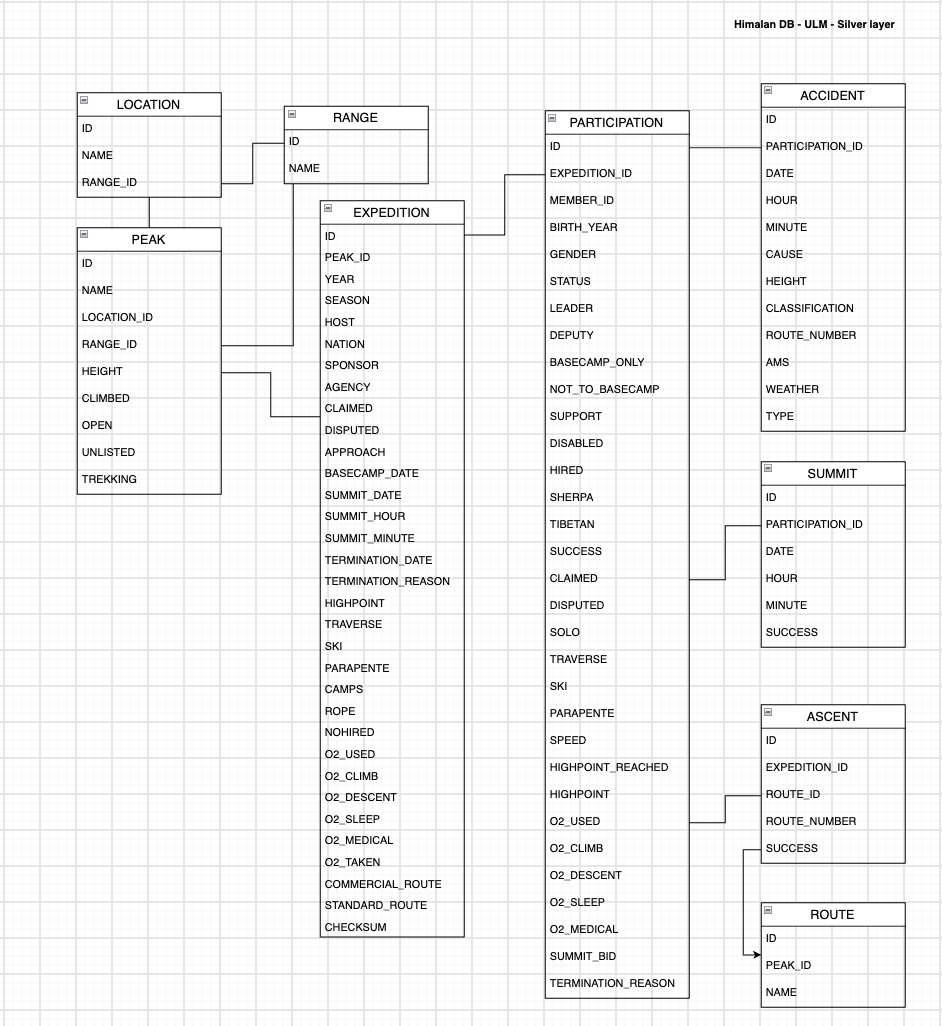 Himalan DB - ULM - Silver layer
LOCATION
ID
NAME
RANGE_ID
RANGE
ID
NAME
PEAK
ID
NAME
LOCATION_ID
RANGE_ID
HEIGHT
CLIMBED
OPEN
UNLISTED
TREKKING
EXPEDITION
ID
PEAK_ID
YEAR
SEASON
HOST
NATION
SPONSOR
AGENCY
CLAIMED
DISPUTED
APPROACH
BASECAMP_DATE
SUMMIT_DATE
SUMMIT_HOUR
SUMMIT_MINUTE
TERMINATION_DATE
TERMINATION_REASON
HIGHPOINT
TRAVERSE
SKI
PARAPENTE
CAMPS
ROPE
NOHIRED
O2_USED
O2_CLIMB
O2_DESCENT
O2_SLEEP
O2_MEDICAL
O2_TAKEN
COMMERCIAL_ROUTE
STANDARD_ROUTE
CHECKSUM
PARTICIPATION
ID
EXPEDITION_ID
MEMBER_ID
BIRTH_YEAR
GENDER
STATUS
LEADER
DEPUTY
BASECAMP_ONLY
NOT_TO_BASECAMP
SUPPORT
DISABLED
HIRED
SHERPA
TIBETAN
SUCCESS
CLAIMED
DISPUTED
SOLO
TRAVERSE
SKI
PARAPENTE
SPEED
HIGHPOINT_REACHED
HIGHPOINT
O2_USED
O2_CLIMB
O2_DESCENT
O2_SLEEP
O2_MEDICAL
SUMMIT_BID
TERMINATION_REASON
ACCIDENT
ID
PARTICIPATION_ID
DATE
HOUR
MINUTE
CAUSE
HEIGHT
CLASSIFICATION
ROUTE_NUMBER
AMS
WEATHER
TYPE
SUMMIT
ID
PARTICIPATION_ID
DATE
HOUR
MINUTE
SUCCESS
ASCENT
ID
EXPEDITION_ID
ROUTE_ID
ROUTE_NUMBER
SUCCESS
ROUTE
ID
PEAK_ID
NAME